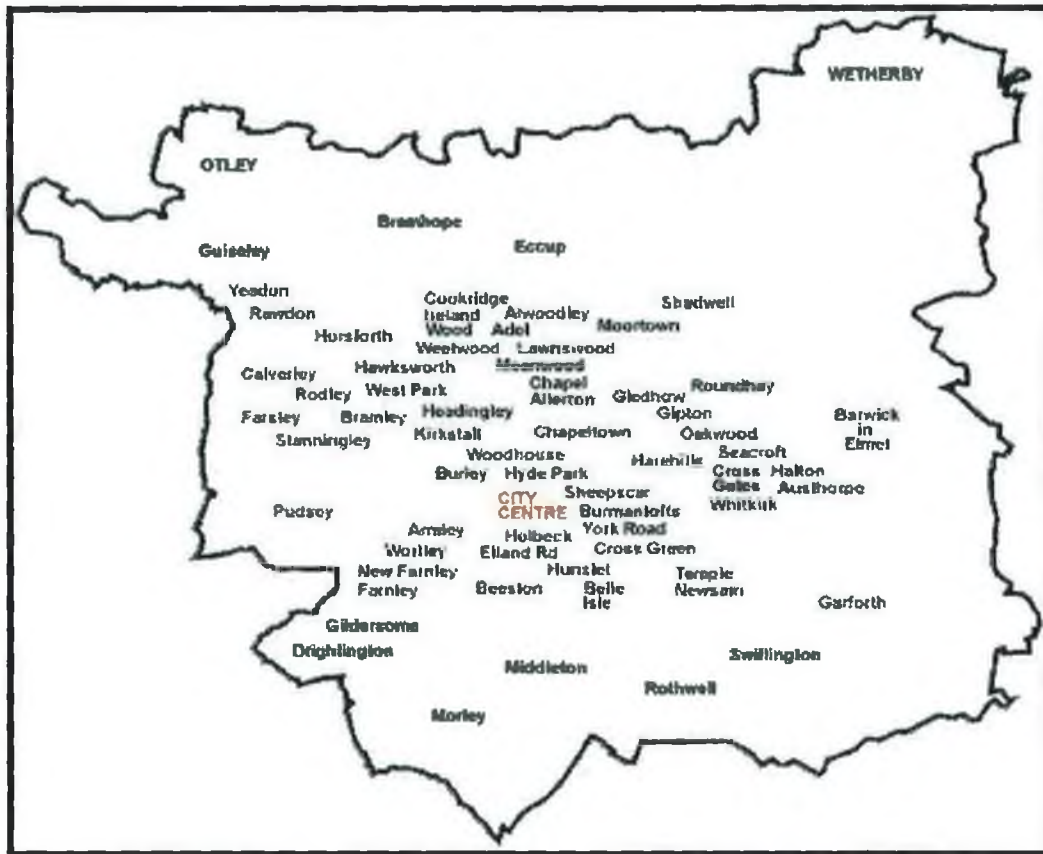 WETHERBY
OTLEY
Bramhope
Eccup
Guiseley
Yeadon
Rawdon
Cookridge
Ireland
Wood
Alwoodley
Adel
Shadwell
Moortown
Horsforth
Weetwood
Lawnswood
Hawksworth
Meanwood
Calverley
Rodley
West Park
Chapel
Allerton
Gledhow
Roundhay
Farsley
Bramley
Headingley
Gipton
Barwick
in
Elmet
Stanningley
Kirkstall
Chapeltown
Oakwood
Woodhouse
Harehills
Seacroft
Burley
Hyde Park
Cross
Gates
Halton
Austhorpe
CITY
CENTRE
Sheepscar
Whitkirk
Pudsey
Burmantofts
Armley
Holbeck
York Road
Wortley
Elland Rd
Cross Green
New Farnley
Hunslet
Temple
Newsam
Farnley
Beeston
Belle
Isle
Garforth
Gildersome
Drighlington
Middleton
Swillington
Rothwell
Morley